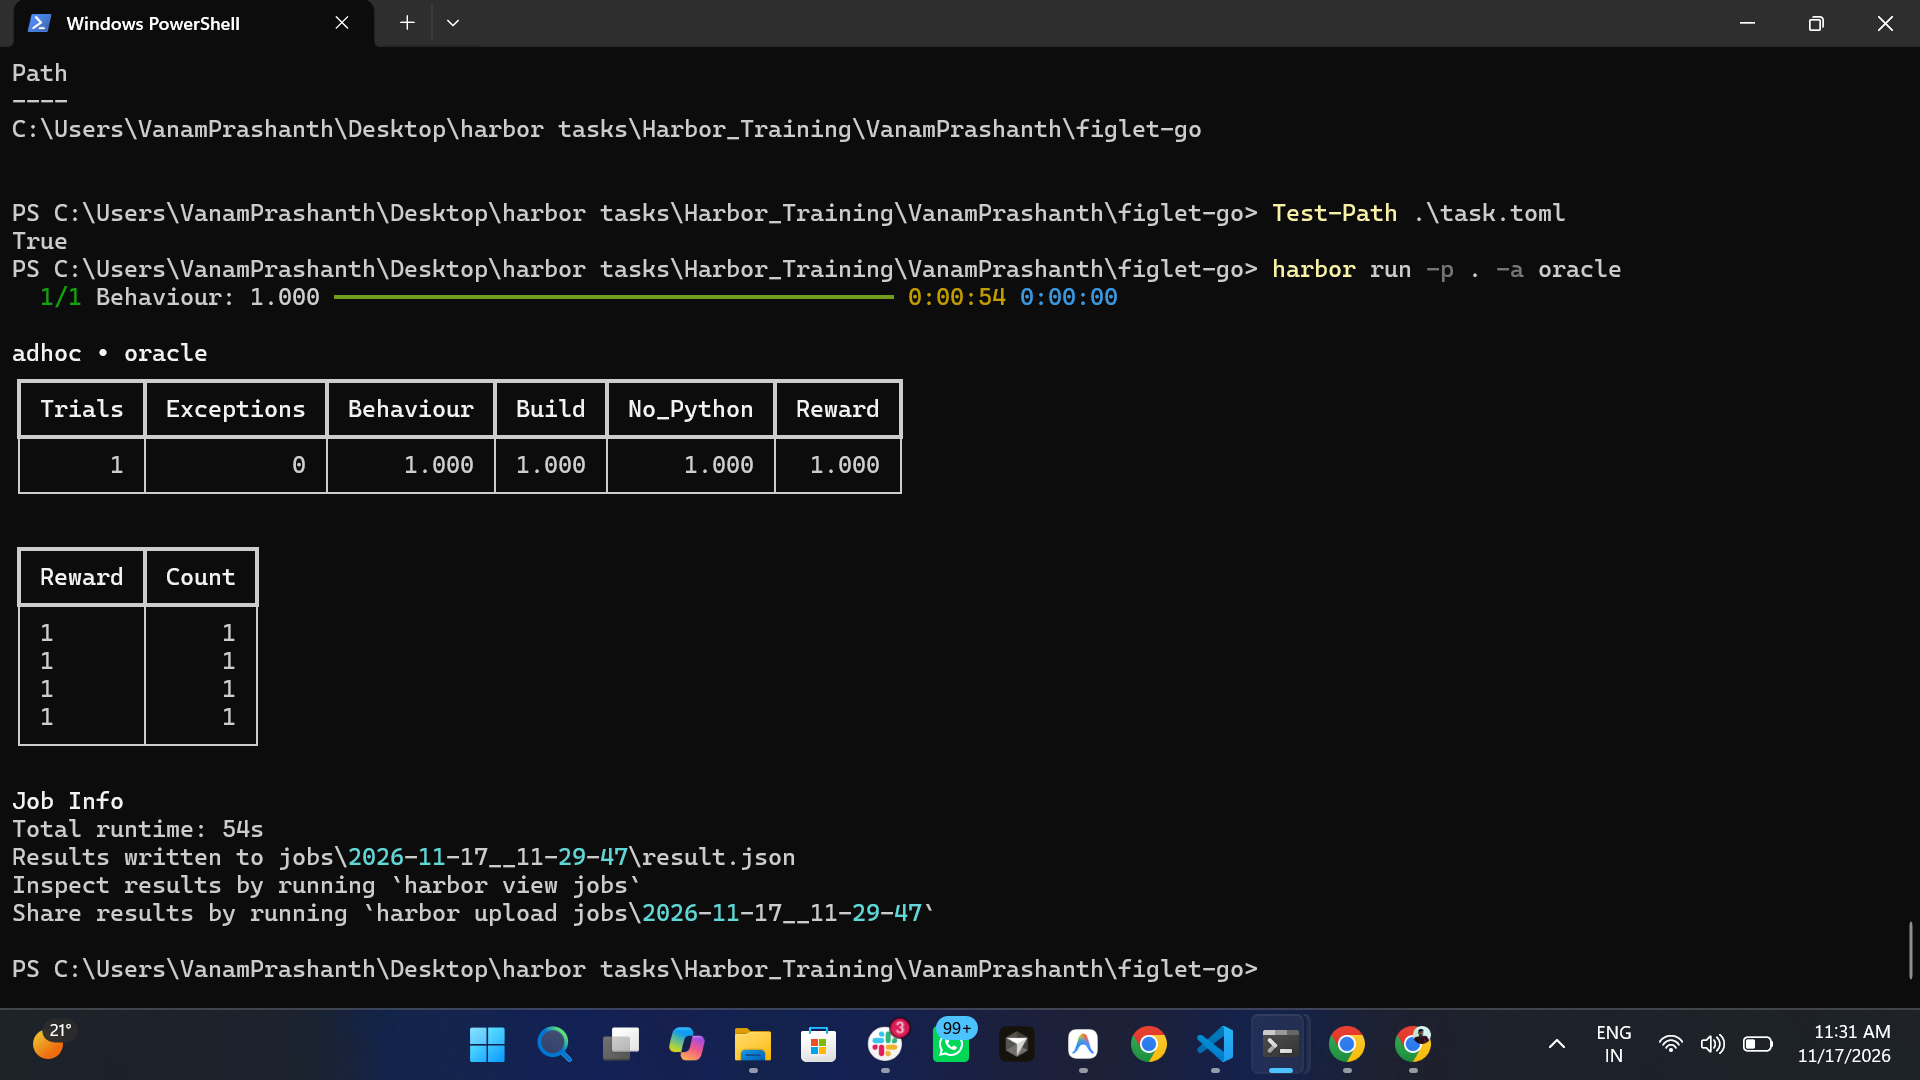 Windows PowerShell
Path
----
C:\Users\VanamPrashanth\Desktop\harbor tasks\Harbor_Training\VanamPrashanth\figlet-go
PS C:\Users\VanamPrashanth\Desktop\harbor tasks\Harbor_Training\VanamPrashanth\figlet-go> Test-Path .\task.toml
True
PS C:\Users\VanamPrashanth\Desktop\harbor tasks\Harbor_Training\VanamPrashanth\figlet-go> harbor run -p . -a oracle
1/1 Behaviour: 1.000 0:00:54 0:00:00
adhoc • oracle
Trials Exceptions Behaviour Build No_Python Reward
1 0 1.000 1.000 1.000 1.000
Reward Count
1 1
1 1
1 1
1 1
Job Info
Total runtime: 54s
Results written to jobs\2026-11-17__11-29-47\result.json
Inspect results by running `harbor view jobs`
Share results by running `harbor upload jobs\2026-11-17__11-29-47`
PS C:\Users\VanamPrashanth\Desktop\harbor tasks\Harbor_Training\VanamPrashanth\figlet-go>
21°
3
99+
ENG
IN
11:31 AM
11/17/2026